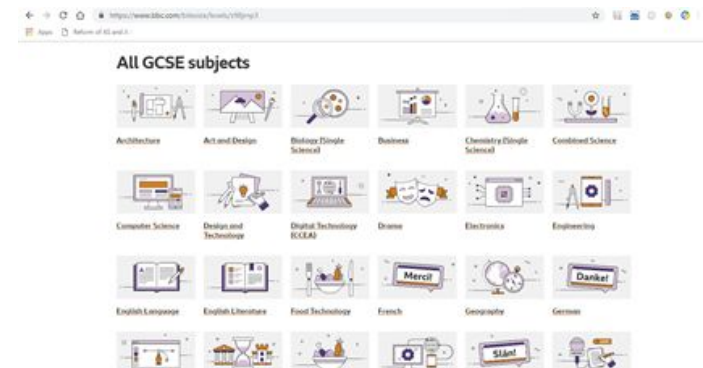 Apps
All GCSE subjects
Architecture
Art and Design
Biology (Single
Science)
Business
Chemistry (Single
Science)
Combined Science
Computer Science
Design and
Technology
Digital Technology
(CCEA)
Drama
Electronics
Engineering
Merci!
Danke!
English Language
English Literature
Food Technology
French
Geography
German
Slán!